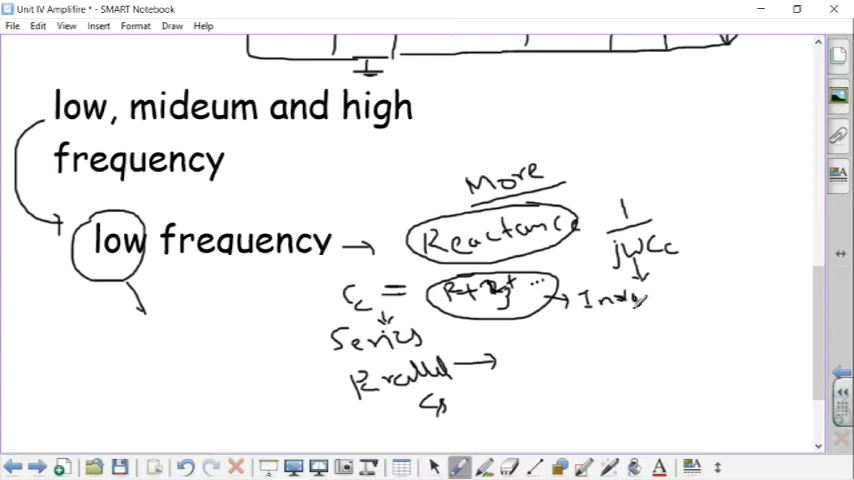 Unit IV Amplifire * - SMART Notebook
File Edit View Insert Format Draw Help
low, mideum and high
frequency
More
low frequency → Reactance 1
jωCc
Cc =
Series
Parallel →